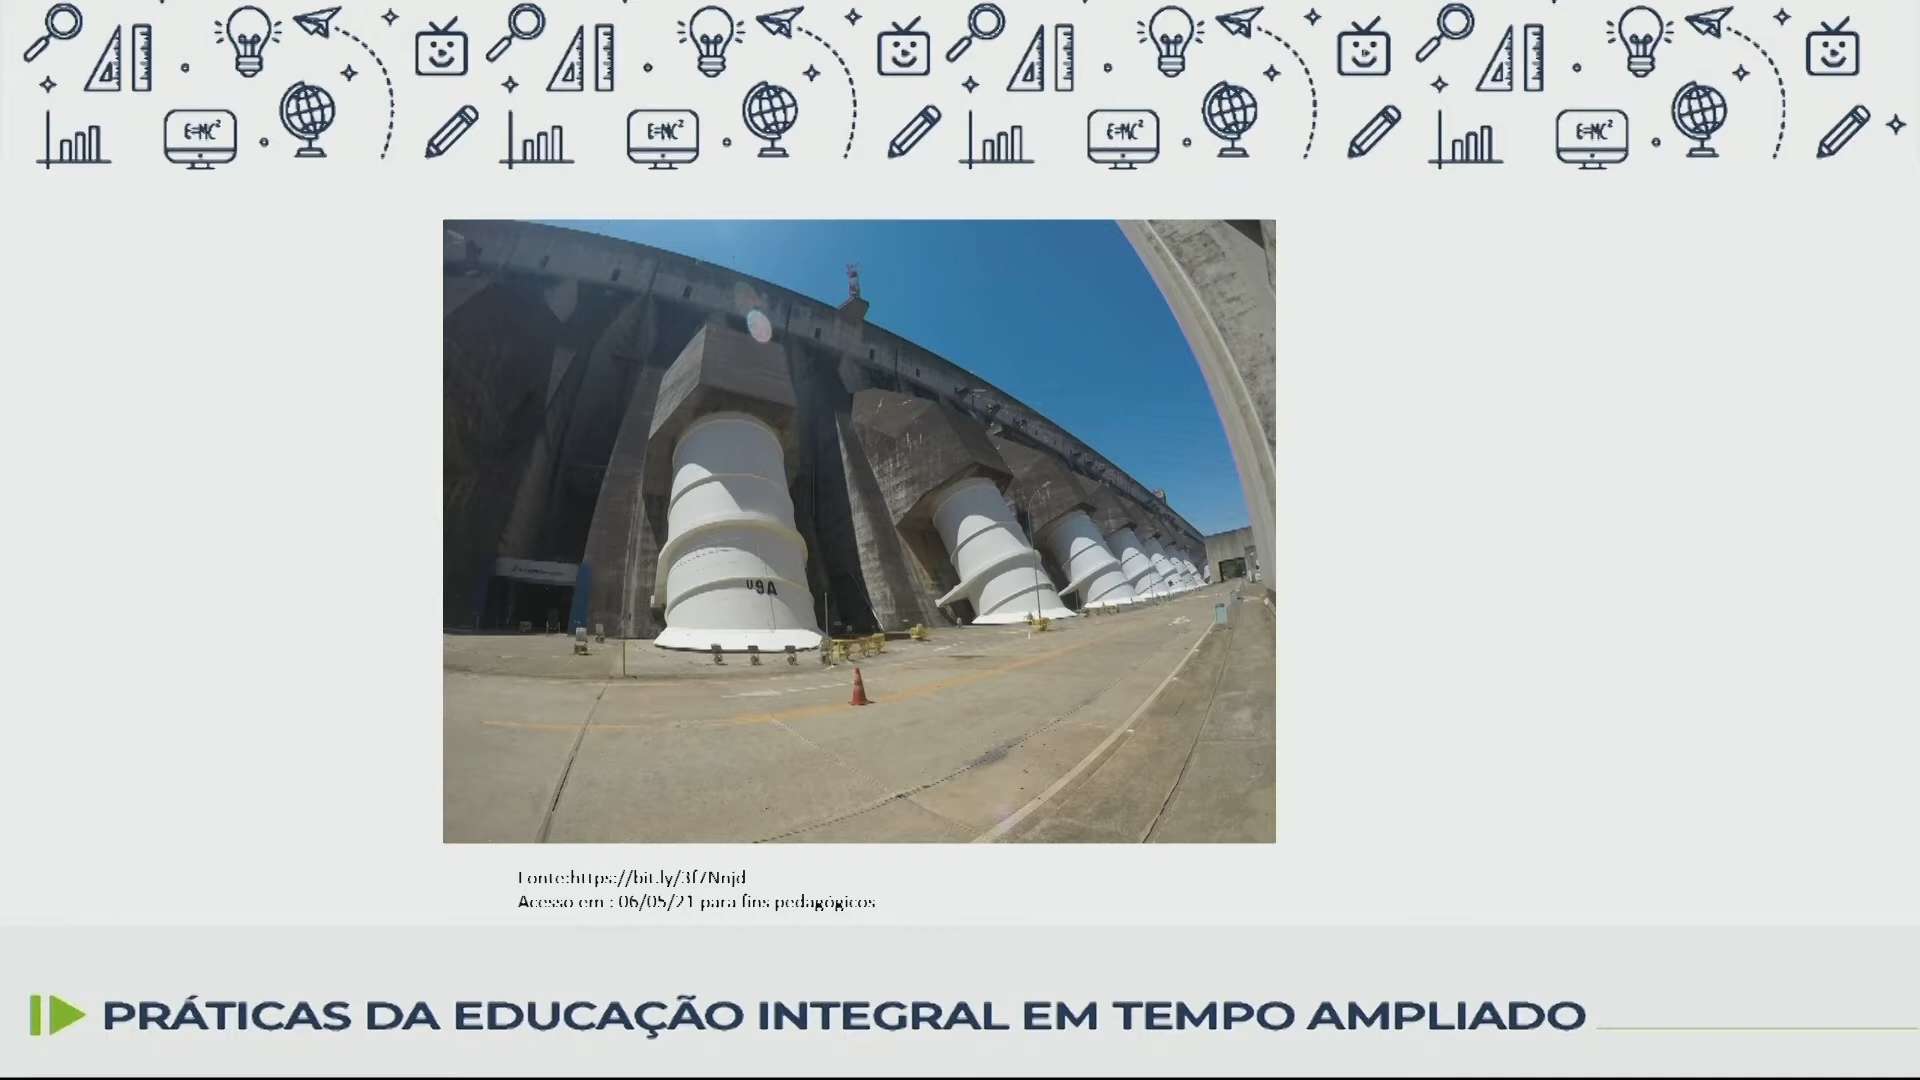 E=MC²
E=MC²
E=MC²
E=MC²
U9A
Fonte:https://bit.ly/3f7Nnjd
Acesso em : 06/05/21 para fins pedagógicos
PRÁTICAS DA EDUCAÇÃO INTEGRAL EM TEMPO AMPLIADO